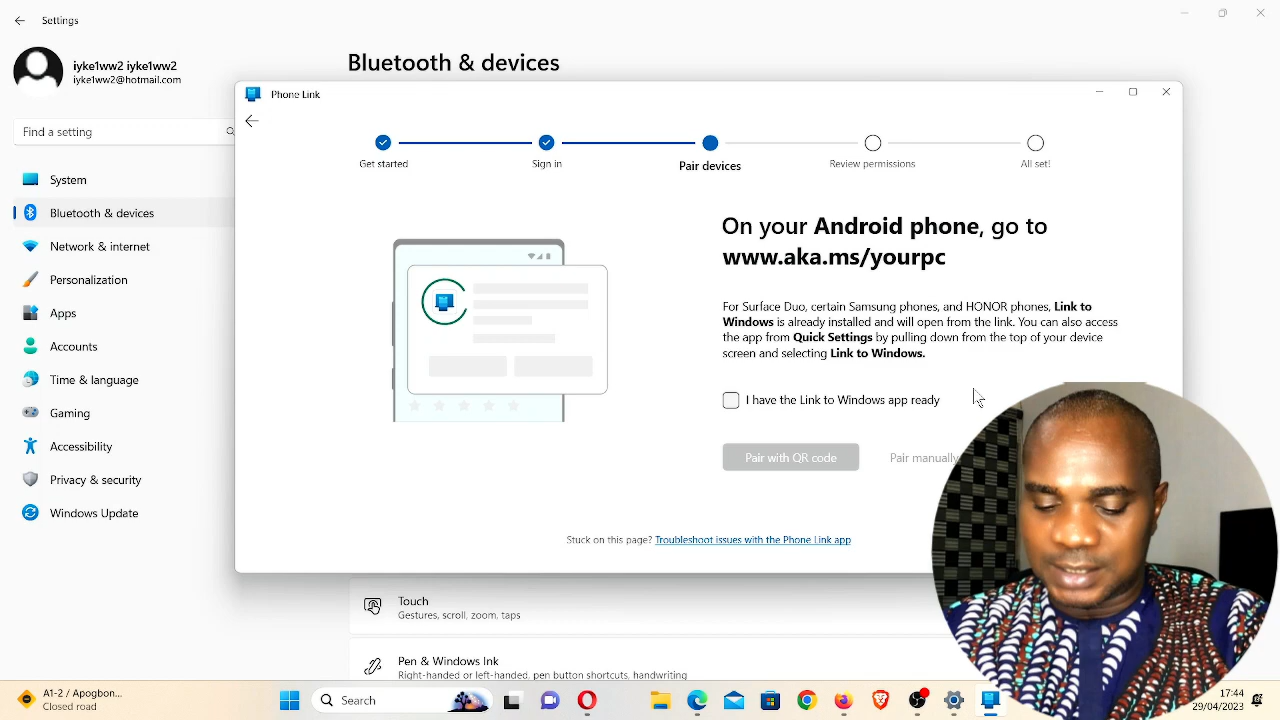 Settings
iyke1ww2 iyke1ww2
iyke1ww2@hotmail.com
Find a setting
System
Bluetooth & devices
Network & internet
Personalization
Apps
Accounts
Time & language
Gaming
Accessibility
Privacy & security
Windows Update
Bluetooth & devices
Phone Link
Get started
Sign in
Pair devices
Review permissions
All set!
On your Android phone, go to
www.aka.ms/yourpc
For Surface Duo, certain Samsung phones, and HONOR phones, Link to
Windows is already installed and will open from the link. You can also access
the app from Quick Settings by pulling down from the top of your device
screen and selecting Link to Windows.
I have the Link to Windows app ready
Pair with QR code
Pair manually
Stuck on this page? Troubleshoot issues with the Phone Link app
Touch
Gestures, scroll, zoom, taps
Pen & Windows Ink
Right-handed or left-handed, pen button shortcuts, handwriting
A1-2 / Apogbon...
Closed road
Search
17:44
29/04/2023